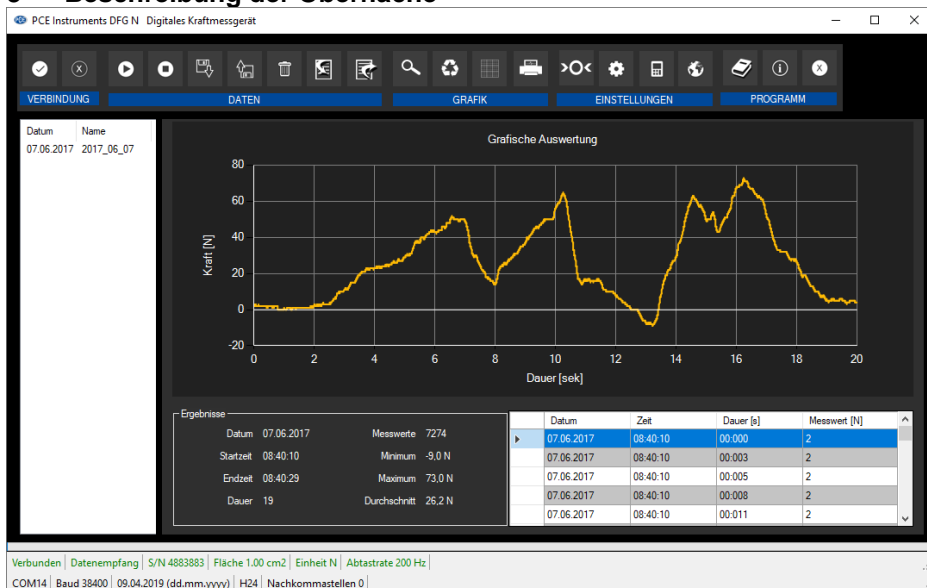 Beschreibung der Oberfläche
PCE Instruments DFG N Digitales Kraftmessgerät
VERBINDUNG DATEN GRAFIK EINSTELLUNGEN PROGRAMM
Datum Name
07.06.2017 2017_06_07
Grafische Auswertung
80
60
40
20
0
-20
Kraft [N]
0 2 4 6 8 10 12 14 16 18 20
Dauer [sek]
Ergebnisse
Datum 07.06.2017 Messwerte 7274
Startzeit 08:40:10 Minimum -9,0 N
Endzeit 08:40:29 Maximum 73,0 N
Dauer 19 Durchschnitt 26,2 N
Datum Zeit Dauer [s] Messwert [N]
07.06.2017 08:40:10 00:000 2
07.06.2017 08:40:10 00:003 2
07.06.2017 08:40:10 00:005 2
07.06.2017 08:40:10 00:008 2
07.06.2017 08:40:10 00:011 2
Verbunden Datenempfang S/N 4883883 Fläche 1.00 cm2 Einheit N Abtastrate 200 Hz
COM14 Baud 38400 09.04.2019 (dd.mm.yyyy) H24 Nachkommastellen 0